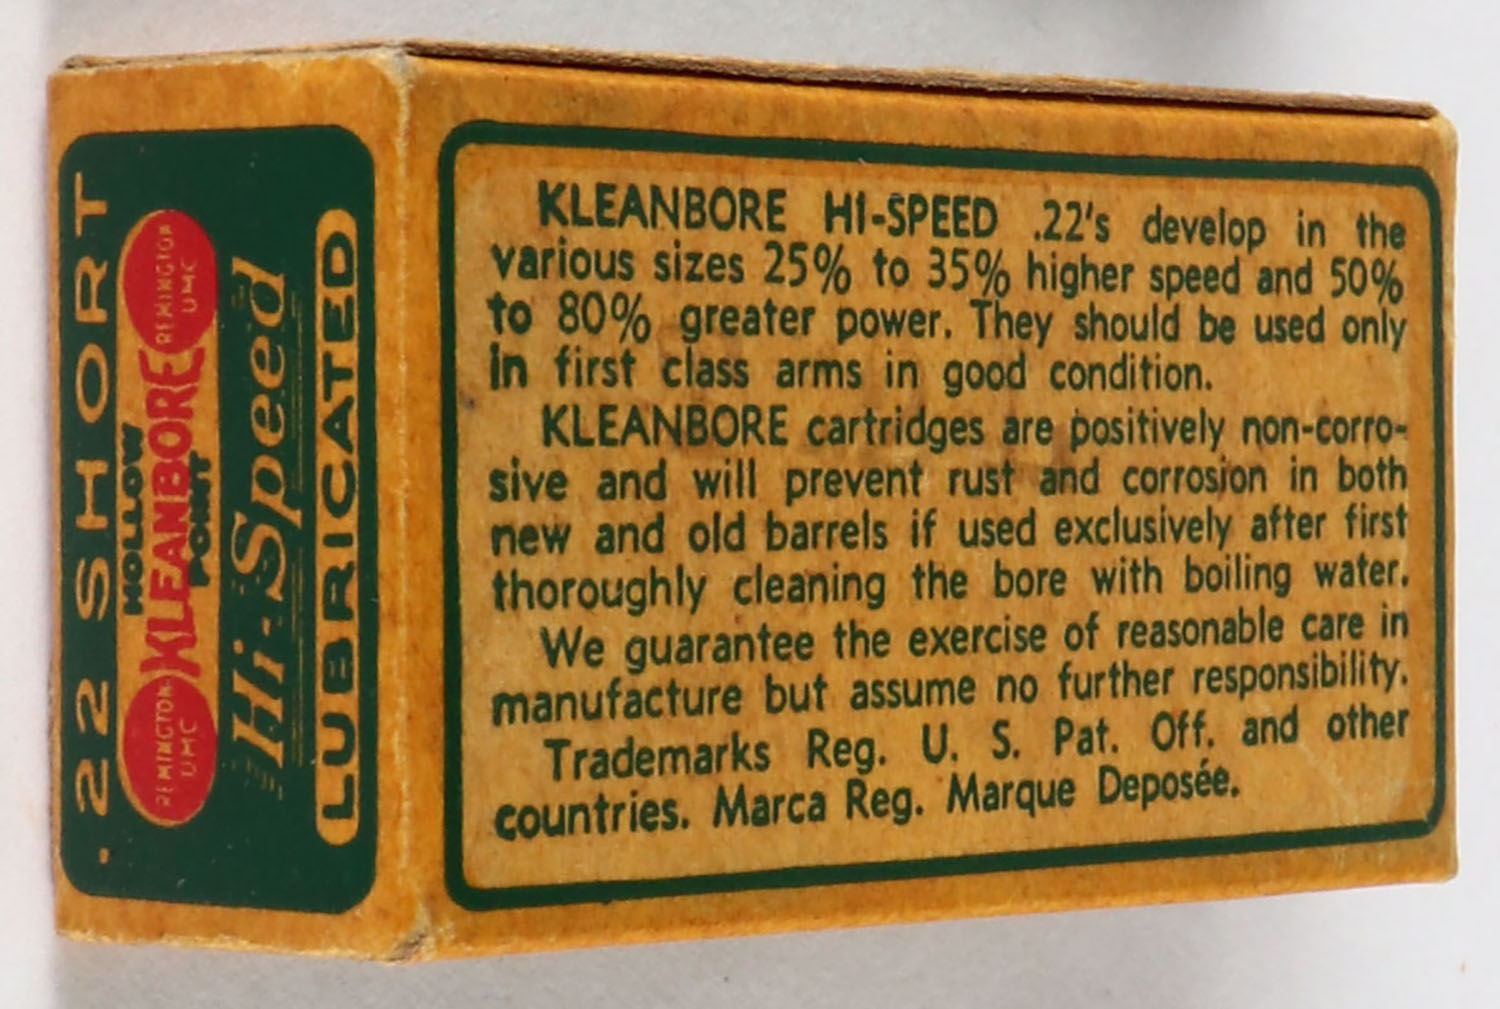 .22 SHORT
HOLLOW
REMINGTON
UMC
KLEANBORE
REMINGTON
UMC
POINT
Hi-Speed
LUBRICATED
KLEANBORE HI-SPEED .22's develop in the
various sizes 25% to 35% higher speed and 50%
to 80% greater power. They should be used only
in first class arms in good condition.
KLEANBORE cartridges are positively non-corro-
sive and will prevent rust and corrosion in both
new and old barrels if used exclusively after first
thoroughly cleaning the bore with boiling water.
We guarantee the exercise of reasonable care in
manufacture but assume no further responsibility.
Trademarks Reg. U. S. Pat. Off. and other
countries. Marca Reg. Marque Deposée.